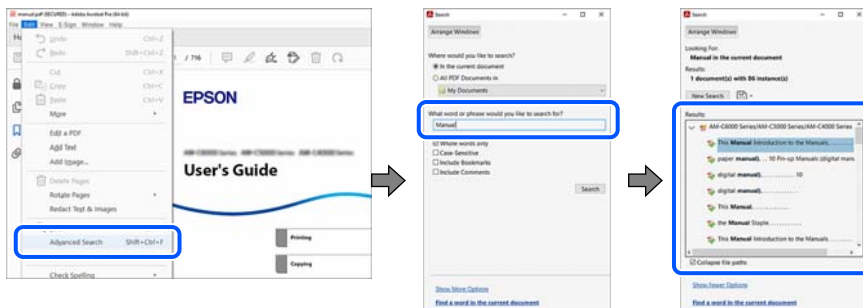 manual.pdf (SECURED) - Adobe Acrobat Pro (64-bit)
File Edit View E-Sign Window Help
Undo Ctrl+Z
Redo Shift+Ctrl+Z
Cut Ctrl+X
Copy Ctrl+C
Paste Ctrl+V
More
Edit a PDF
Add Text
Add Image...
Delete Pages
Rotate Pages
Redact Text & Images
Advanced Search Shift+Ctrl+F
Check Spelling
/ 716
EPSON
User's Guide
Printing
Copying
Search
Arrange Windows
Where would you like to search?
In the current document
All PDF Documents in
My Documents
What word or phrase would you like to search for?
Manual
Whole words only
Case-Sensitive
Include Bookmarks
Include Comments
Search
Show More Options
Find a word in the current document
Search
Arrange Windows
Looking For:
Manual in the current document
Results:
1 document(s) with 86 instance(s)
New Search
Results:
AM-C6000 Series/AM-C5000 Series/AM-C4000 Series
This Manual Introduction to the Manuals
paper manual). . . 10 Pin-up Manuals (digital manu
digital manual). . . . . . . . . . 10
digital manual). . . . . . . . . .
This Manual. . . . . . . . . .
the Manual Staple. . . . . . . . . .
This Manual Introduction to the Manuals . . . . .
Collapse file paths
Show Fewer Options
Find a word in the current document